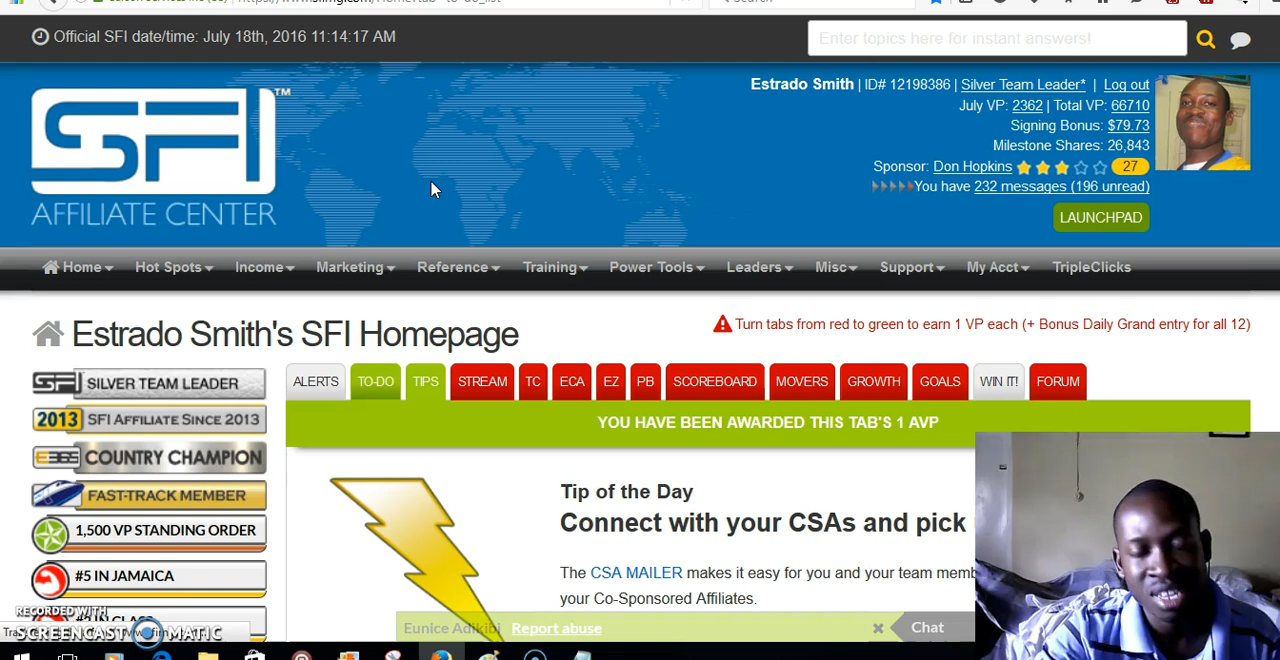 Official SFI date/time: July 18th, 2016 11:14:17 AM
Enter topics here for instant answers!
SFI ™
AFFILIATE CENTER
Estrado Smith | ID# 12198386 | Silver Team Leader* | Log out
July VP: 2362 | Total VP: 66710
Signing Bonus: $79.73
Milestone Shares: 26,843
Sponsor: Don Hopkins 27
You have 232 messages (196 unread)
LAUNCHPAD
Home Hot Spots Income Marketing Reference Training Power Tools Leaders Misc Support My Acct TripleClicks
Estrado Smith's SFI Homepage
Turn tabs from red to green to earn 1 VP each (+ Bonus Daily Grand entry for all 12)
ALERTS TO-DO TIPS STREAM TC ECA EZ PB SCOREBOARD MOVERS GROWTH GOALS WIN IT! FORUM
YOU HAVE BEEN AWARDED THIS TAB'S 1 AVP
SFI SILVER TEAM LEADER
2013 SFI AFFILIATE SINCE 2013
E365 COUNTRY CHAMPION
FAST-TRACK MEMBER
1,500 VP STANDING ORDER
#5 IN JAMAICA
Tip of the Day
Connect with your CSAs and pick
The CSA MAILER makes it easy for you and your team
your Co-Sponsored Affiliates.
Eunice Adikibi Report abuse
Chat
RECORDED WITH
SCREENCAST MATIC